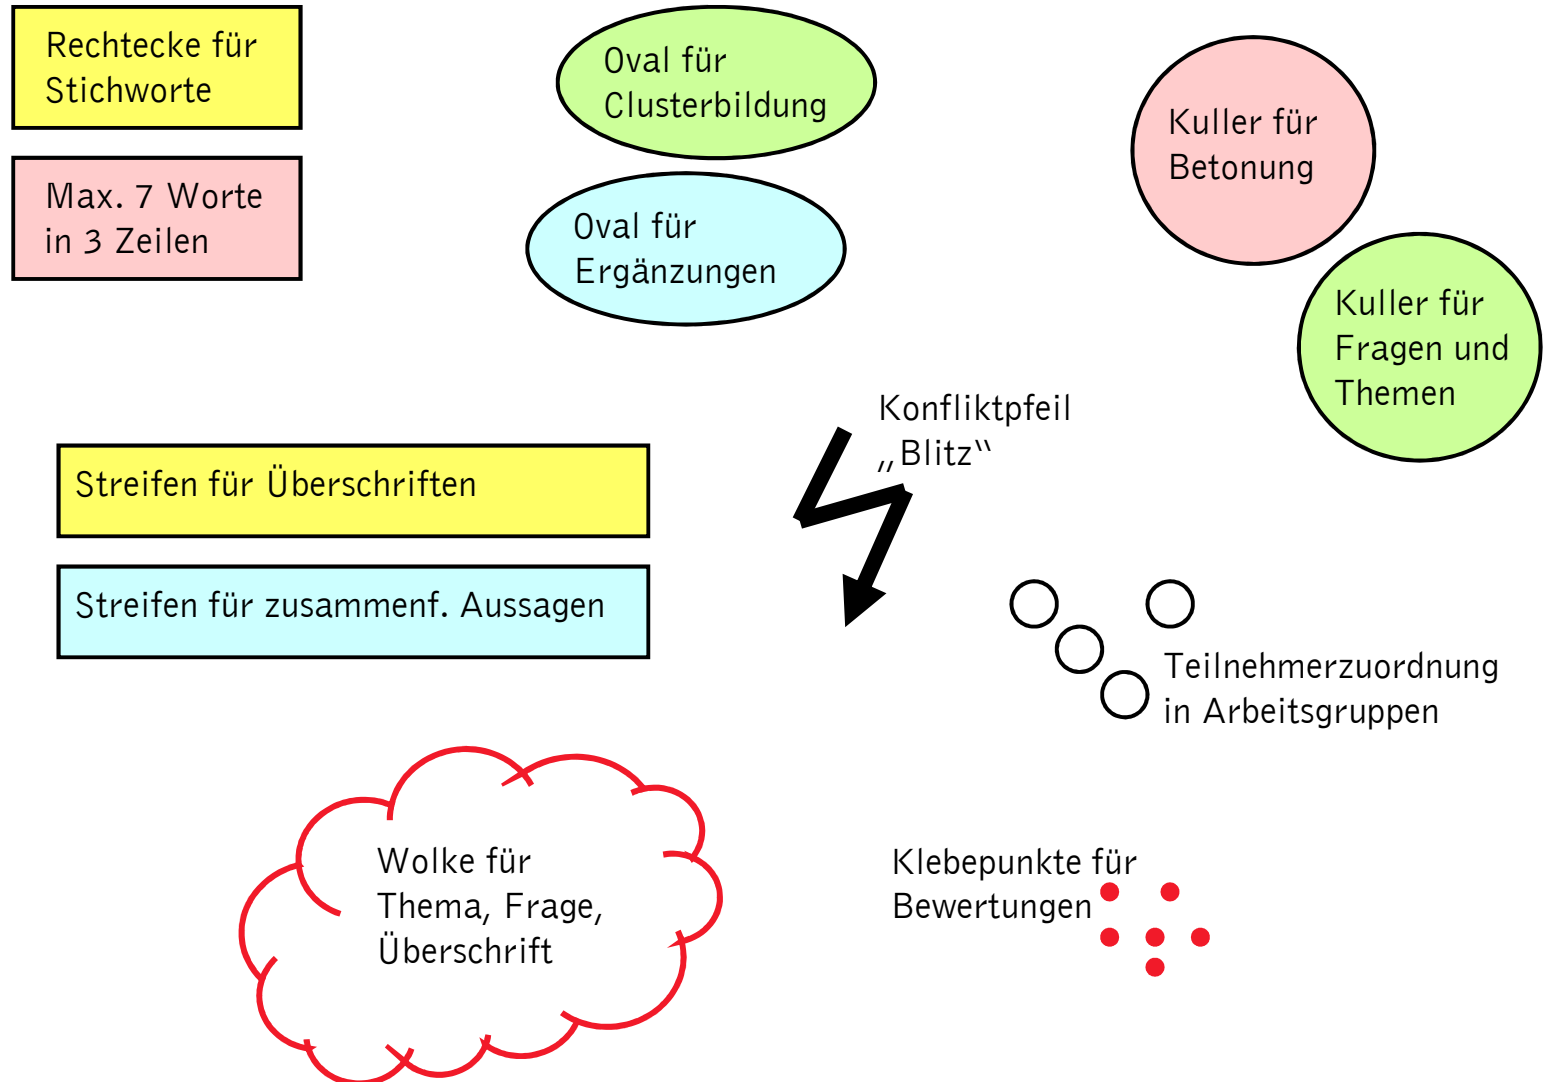 Rechtecke für
Stichworte
Max. 7 Worte
in 3 Zeilen
Oval für
Clusterbildung
Oval für
Ergänzungen
Kuller für
Betonung
Kuller für
Fragen und
Themen
Konfliktpfeil
„Blitz“
Streifen für Überschriften
Streifen für zusammenf. Aussagen
Teilnehmerzuordnung
in Arbeitsgruppen
Wolke für
Thema, Frage,
Überschrift
Klebepunkte für
Bewertungen